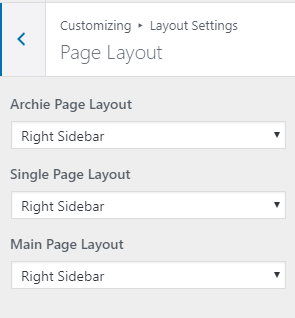 Customizing ▸ Layout Settings
Page Layout
Archie Page Layout
Right Sidebar
Single Page Layout
Right Sidebar
Main Page Layout
Right Sidebar